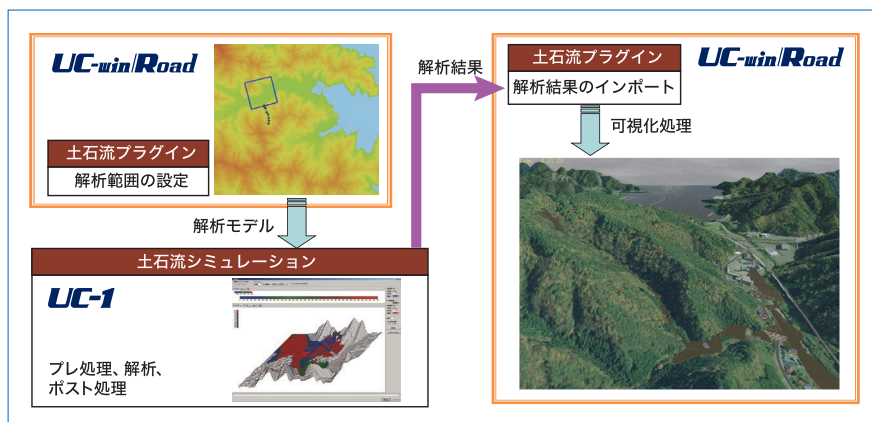 UC-win/Road
土石流プラグイン
解析範囲の設定
解析モデル
土石流シミュレーション
UC-1
プレ処理、解析、
ポスト処理
解析結果
土石流プラグイン
解析結果のインポート
UC-win/Road
可視化処理